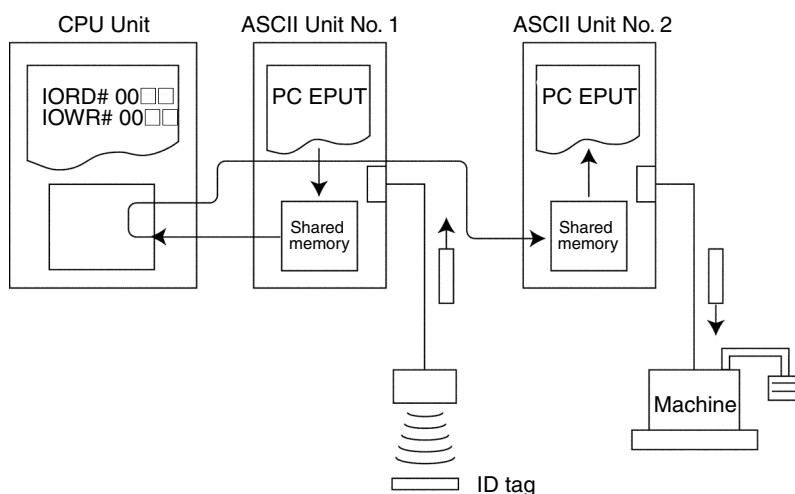 CPU Unit
ASCII Unit No. 1
ASCII Unit No. 2
IORD# 00□□
IOWR# 00□□
PC EPUT
PC EPUT
Shared
memory
Shared
memory
Machine
ID tag